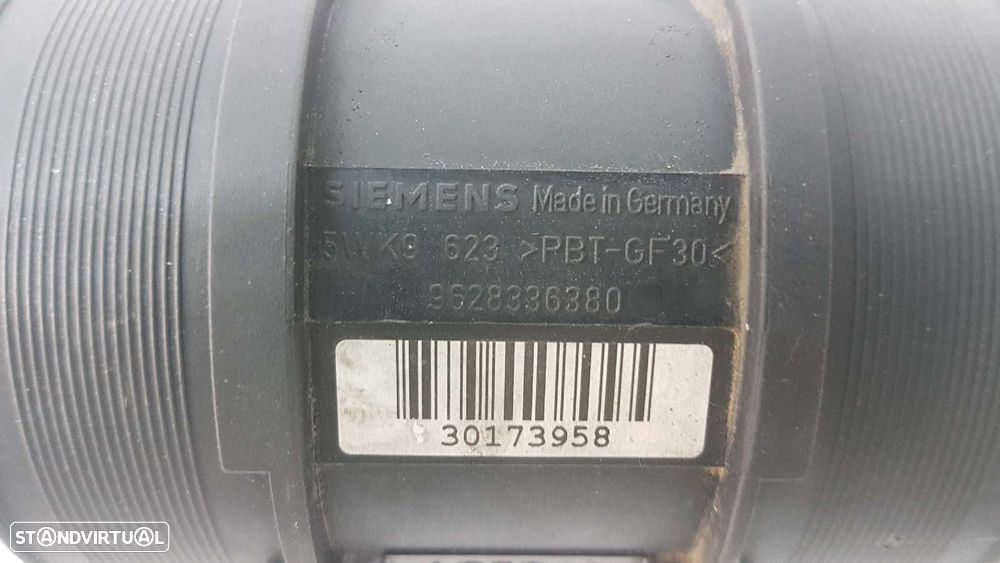 SIEMENS Made in Germany
5WK9 623 >PBT-GF30<
9628336380
30173958
STANDVIRTUAL